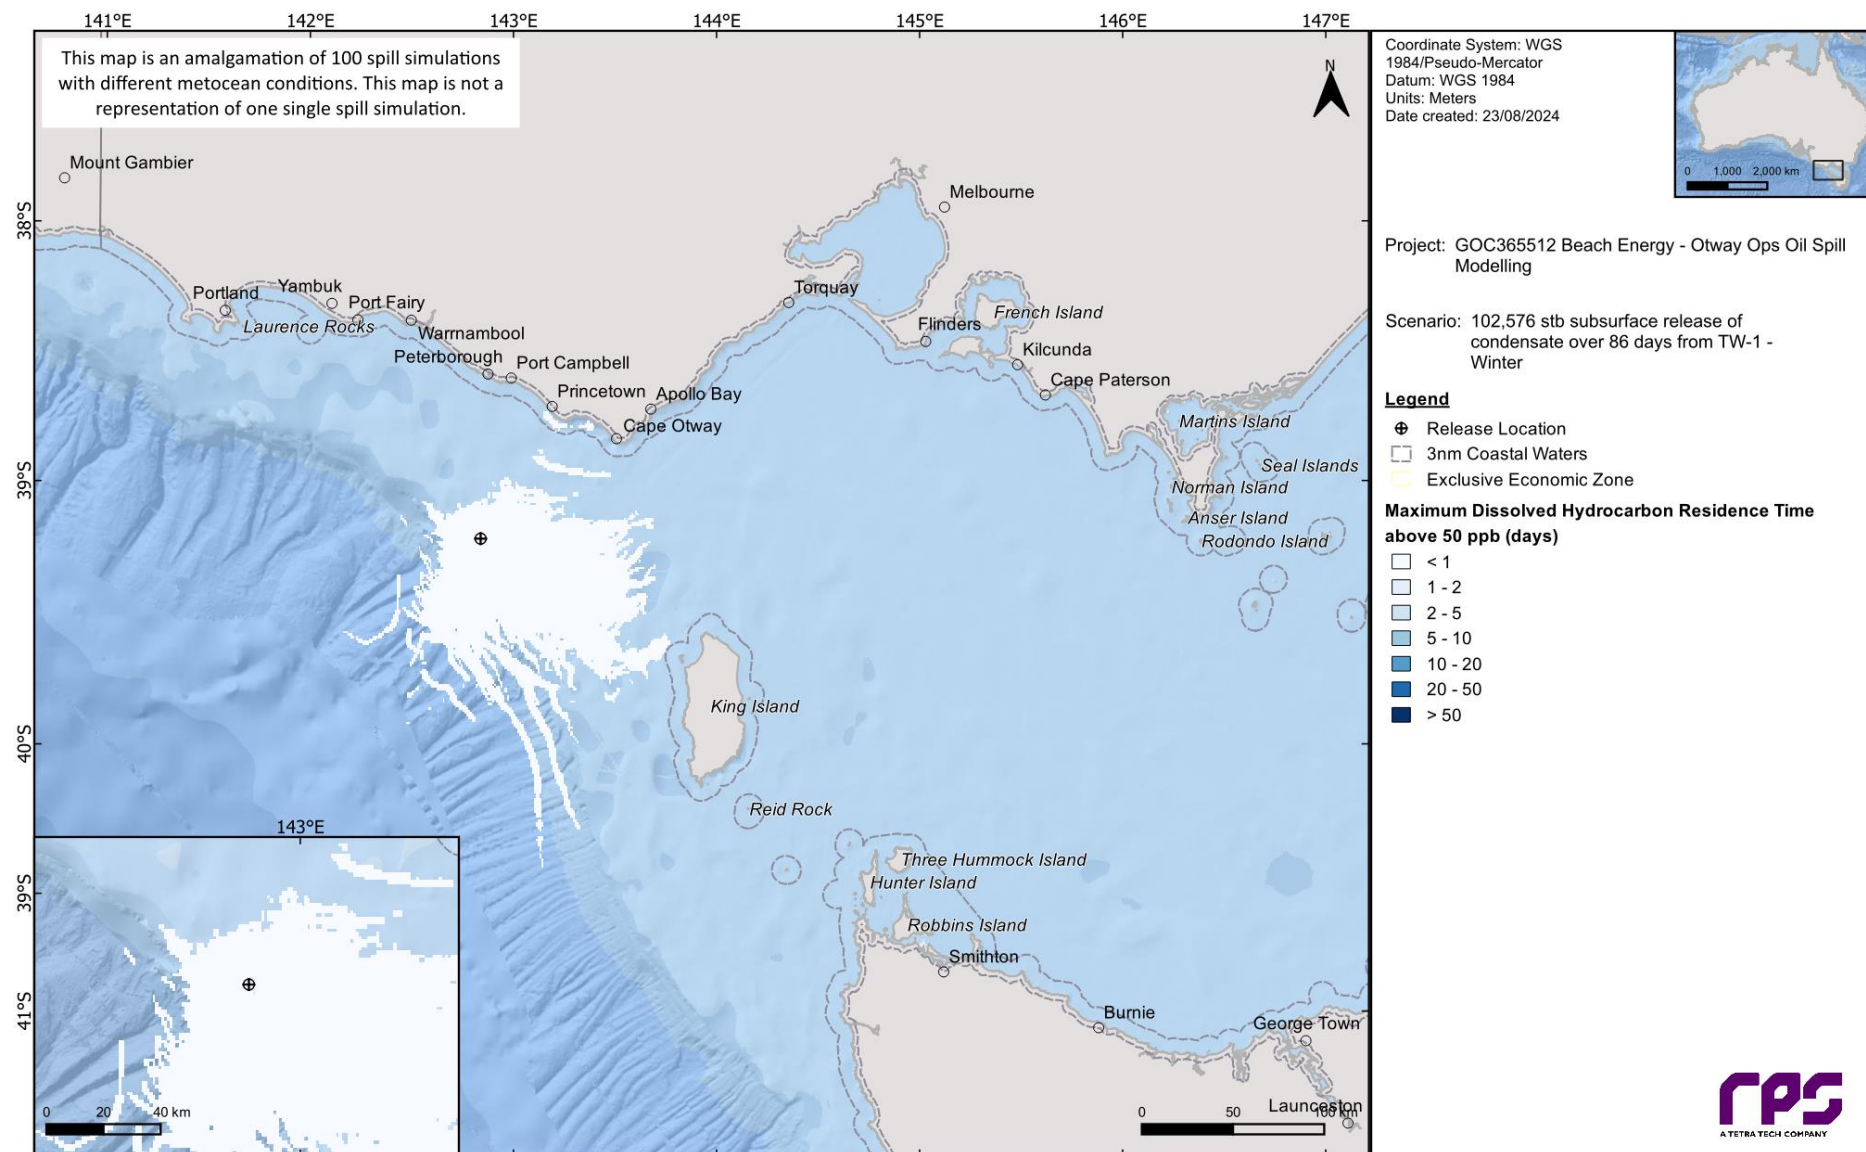 141°E 142°E 143°E 144°E 145°E 146°E 147°E
This map is an amalgamation of 100 spill simulations
with different metocean conditions. This map is not a
representation of one single spill simulation.
N
Mount Gambier
Melbourne
38°S
Portland
Yambuk
Port Fairy
Laurence Rocks
Warrnambool
Peterborough
Port Campbell
Princetown
Apollo Bay
Cape Otway
Torquay
Flinders
French Island
Kilcunda
Cape Paterson
Martins Island
Seal Islands
39°S
Norman Island
Anser Island
Rodondo Island
King Island
40°S
Reid Rock
Three Hummock Island
Hunter Island
Robbins Island
Smithton
41°S
Burnie
George Town
Launceston
0 50 100 km
143°E
39°S
0 20 40 km
Coordinate System: WGS
1984/Pseudo-Mercator
Datum: WGS 1984
Units: Meters
Date created: 23/08/2024
0 1,000 2,000 km
Project: GOC365512 Beach Energy - Otway Ops Oil Spill
Modelling
Scenario: 102,576 stb subsurface release of
condensate over 86 days from TW-1 -
Winter
Legend
Release Location
3nm Coastal Waters
Exclusive Economic Zone
Maximum Dissolved Hydrocarbon Residence Time
above 50 ppb (days)
< 1
1 - 2
2 - 5
5 - 10
10 - 20
20 - 50
> 50
rps
A TETRA TECH COMPANY